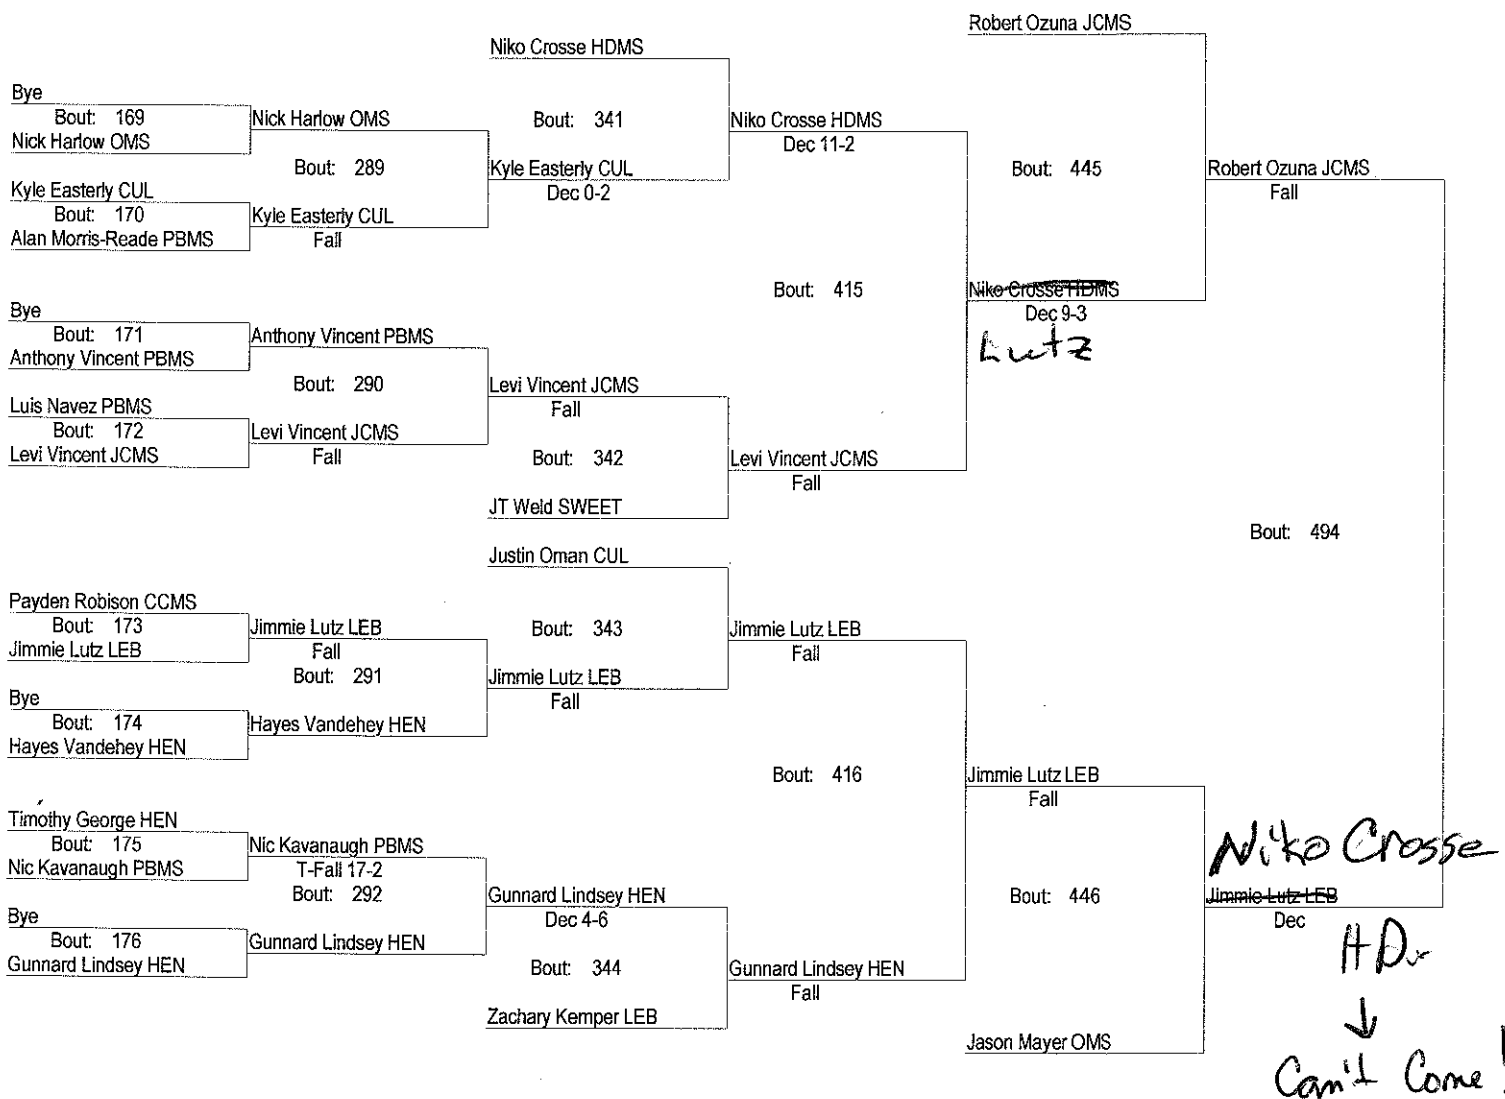 Robert Ozuna JCMS
Niko Crosse HDMS
Bye
Bout: 169
Nick Harlow OMS
Nick Harlow OMS
Bout: 341
Niko Crosse HDMS
Dec 11-2
Bout: 289
Kyle Easterly CUL
Dec 0-2
Bout: 445
Robert Ozuna JCMS
Fall
Kyle Easterly CUL
Bout: 170
Alan Morris-Reade PBMS
Kyle Easterly CUL
Fall
Bout: 415
Niko Crosse HDMS
Dec 9-3
Lutz
Bye
Bout: 171
Anthony Vincent PBMS
Anthony Vincent PBMS
Bout: 290
Levi Vincent JCMS
Fall
Luis Navez PBMS
Bout: 172
Levi Vincent JCMS
Levi Vincent JCMS
Fall
Bout: 342
Levi Vincent JCMS
Fall
JT Weld SWEET
Bout: 494
Justin Oman CUL
Payden Robison CCMS
Bout: 173
Jimmie Lutz LEB
Jimmie Lutz LEB
Fall
Bout: 343
Jimmie Lutz LEB
Fall
Bout: 291
Jimmie Lutz LEB
Fall
Bye
Bout: 174
Hayes Vandehey HEN
Hayes Vandehey HEN
Bout: 416
Jimmie Lutz LEB
Fall
Timothy George HEN
Bout: 175
Nic Kavanaugh PBMS
Nic Kavanaugh PBMS
T-Fall 17-2
Bout: 292
Gunnard Lindsey HEN
Dec 4-6
Bout: 446
Niko Crosse
Jimmie Lutz LEB
Dec
Bye
Bout: 176
Gunnard Lindsey HEN
Gunnard Lindsey HEN
Bout: 344
Gunnard Lindsey HEN
Fall
Zachary Kemper LEB
Jason Mayer OMS
HD
↓
Can't Come!